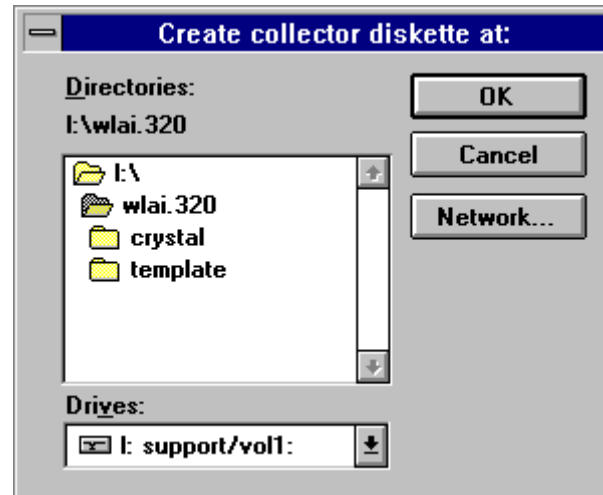 Create collector diskette at:
Directories:
l:\wlai.320
l:\
wlai.320
crystal
template
Drives:
l: support/vol1:
OK
Cancel
Network...